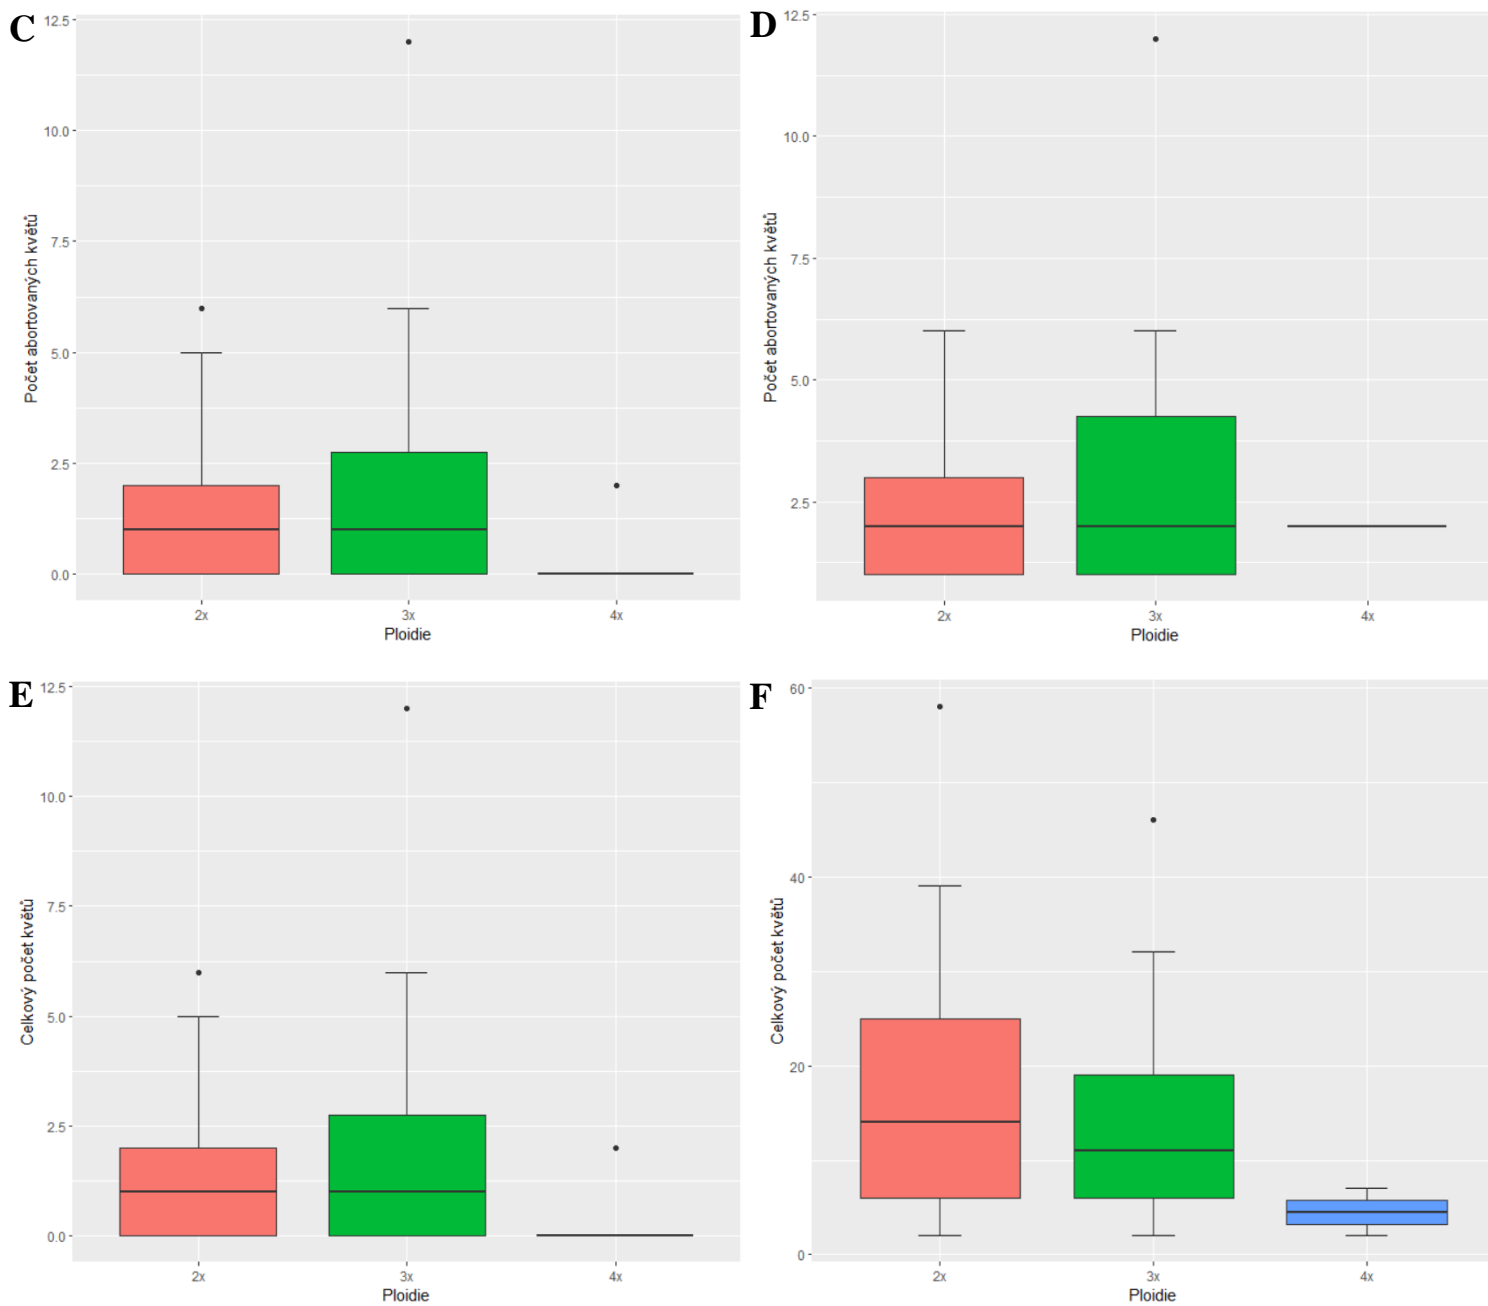 C
12.5
10.0
7.5
5.0
2.5
0.0
Počet abortovaných květů
2x 3x 4x
Ploidie
D
12.5
10.0
7.5
5.0
2.5
Počet abortovaných květů
2x 3x 4x
Ploidie
E
12.5
10.0
7.5
5.0
2.5
0.0
Celkový počet květů
2x 3x 4x
Ploidie
F
60
40
20
0
Celkový počet květů
2x 3x 4x
Ploidie